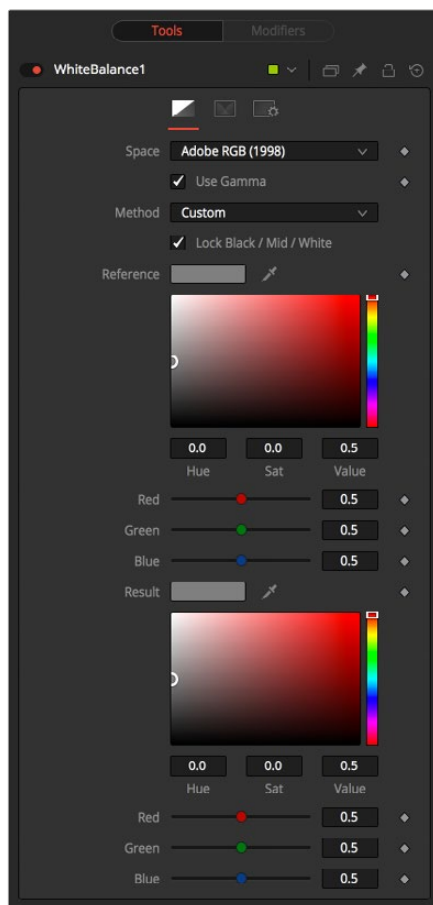 Tools Modifiers
WhiteBalance1
Space Adobe RGB (1998)
Use Gamma
Method Custom
Lock Black / Mid / White
Reference
0.0 0.0 0.5
Hue Sat Value
Red 0.5
Green 0.5
Blue 0.5
Result
0.0 0.0 0.5
Hue Sat Value
Red 0.5
Green 0.5
Blue 0.5